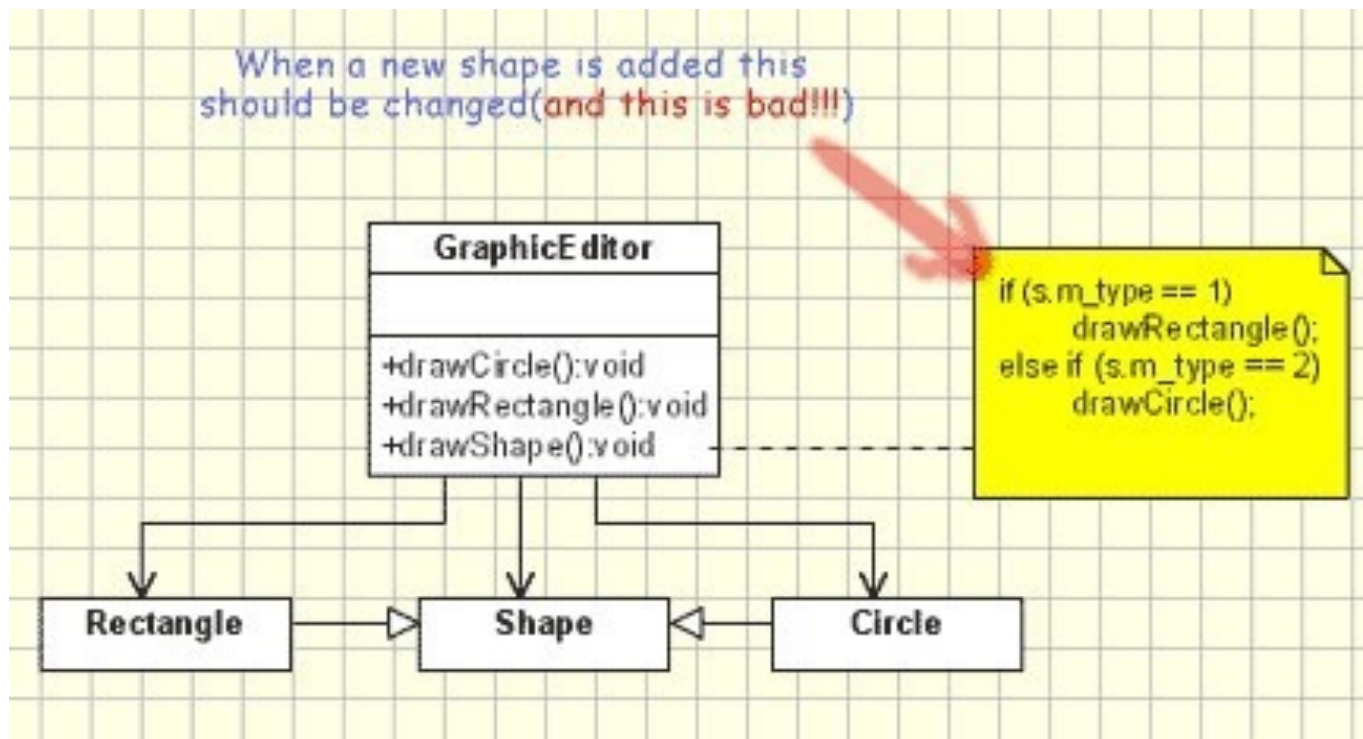 When a new shape is added this
should be changed(and this is bad!!!)
GraphicEditor
+drawCircle():void
+drawRectangle():void
+drawShape():void
if (s.m_type == 1)
drawRectangle();
else if (s.m_type == 2)
drawCircle();
Rectangle
Shape
Circle